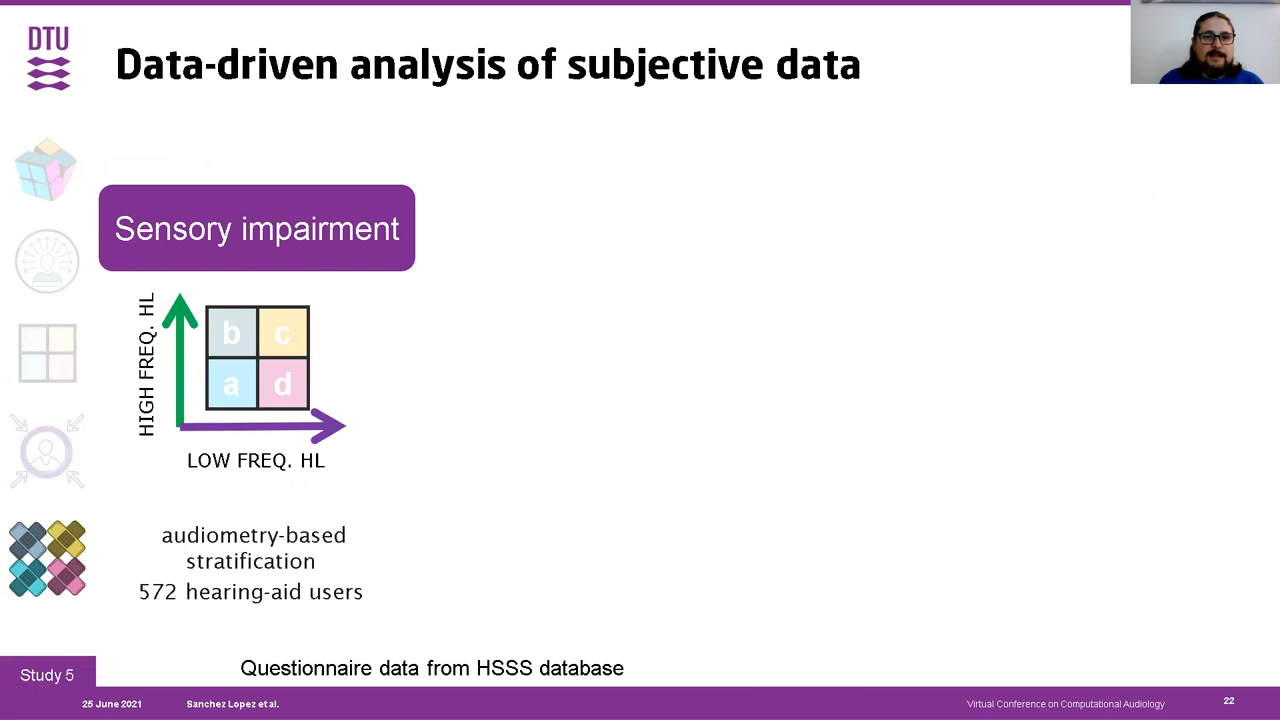 DTU
Data-driven analysis of subjective data
Sensory impairment
HIGH FREQ. HL
b c
a d
LOW FREQ. HL
audiometry-based
stratification
572 hearing-aid users
Questionnaire data from HSSS database
Study 5
25 June 2021 Sanchez Lopez et al. Virtual Conference on Computational Audiology 22